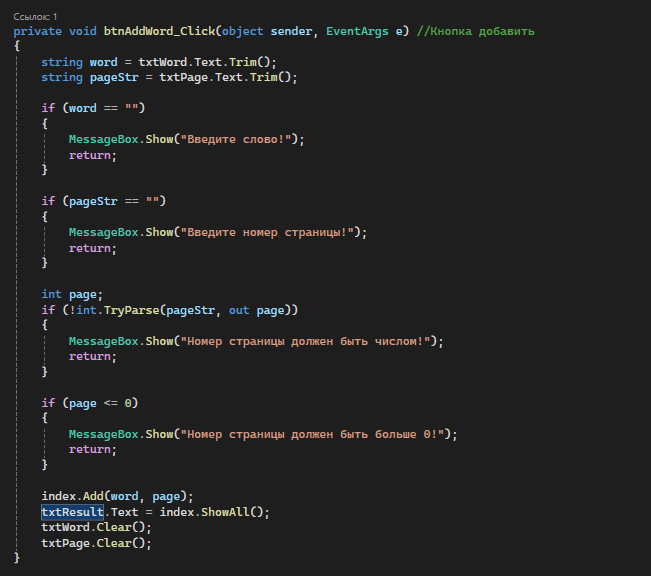 Ссылок: 1
private void btnAddWord_Click(object sender, EventArgs e) //Кнопка добавить
{
    string word = txtWord.Text.Trim();
    string pageStr = txtPage.Text.Trim();

    if (word == "")
    {
        MessageBox.Show("Введите слово!");
        return;
    }

    if (pageStr == "")
    {
        MessageBox.Show("Введите номер страницы!");
        return;
    }

    int page;
    if (!int.TryParse(pageStr, out page))
    {
        MessageBox.Show("Номер страницы должен быть числом!");
        return;
    }

    if (page <= 0)
    {
        MessageBox.Show("Номер страницы должен быть больше 0!");
        return;
    }

    index.Add(word, page);
    txtResult.Text = index.ShowAll();
    txtWord.Clear();
    txtPage.Clear();
}